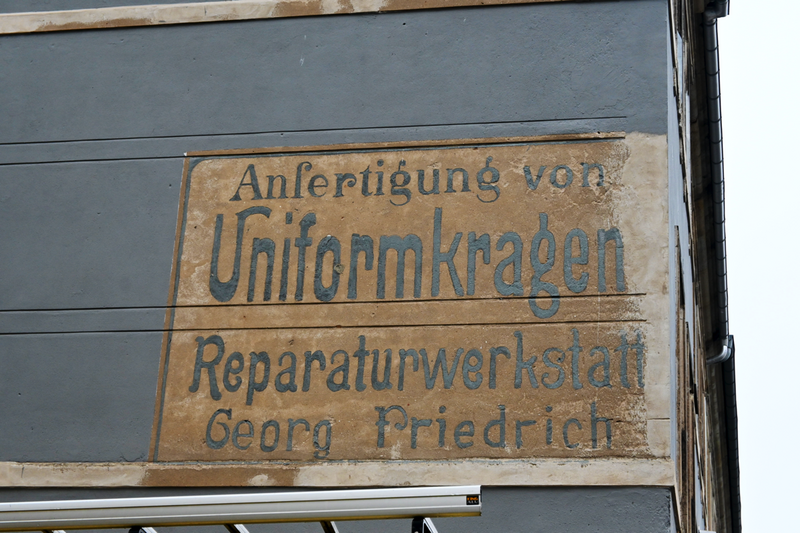 Anfertigung von
Uniformkragen
Reparaturwerkstatt
Georg Friedrich